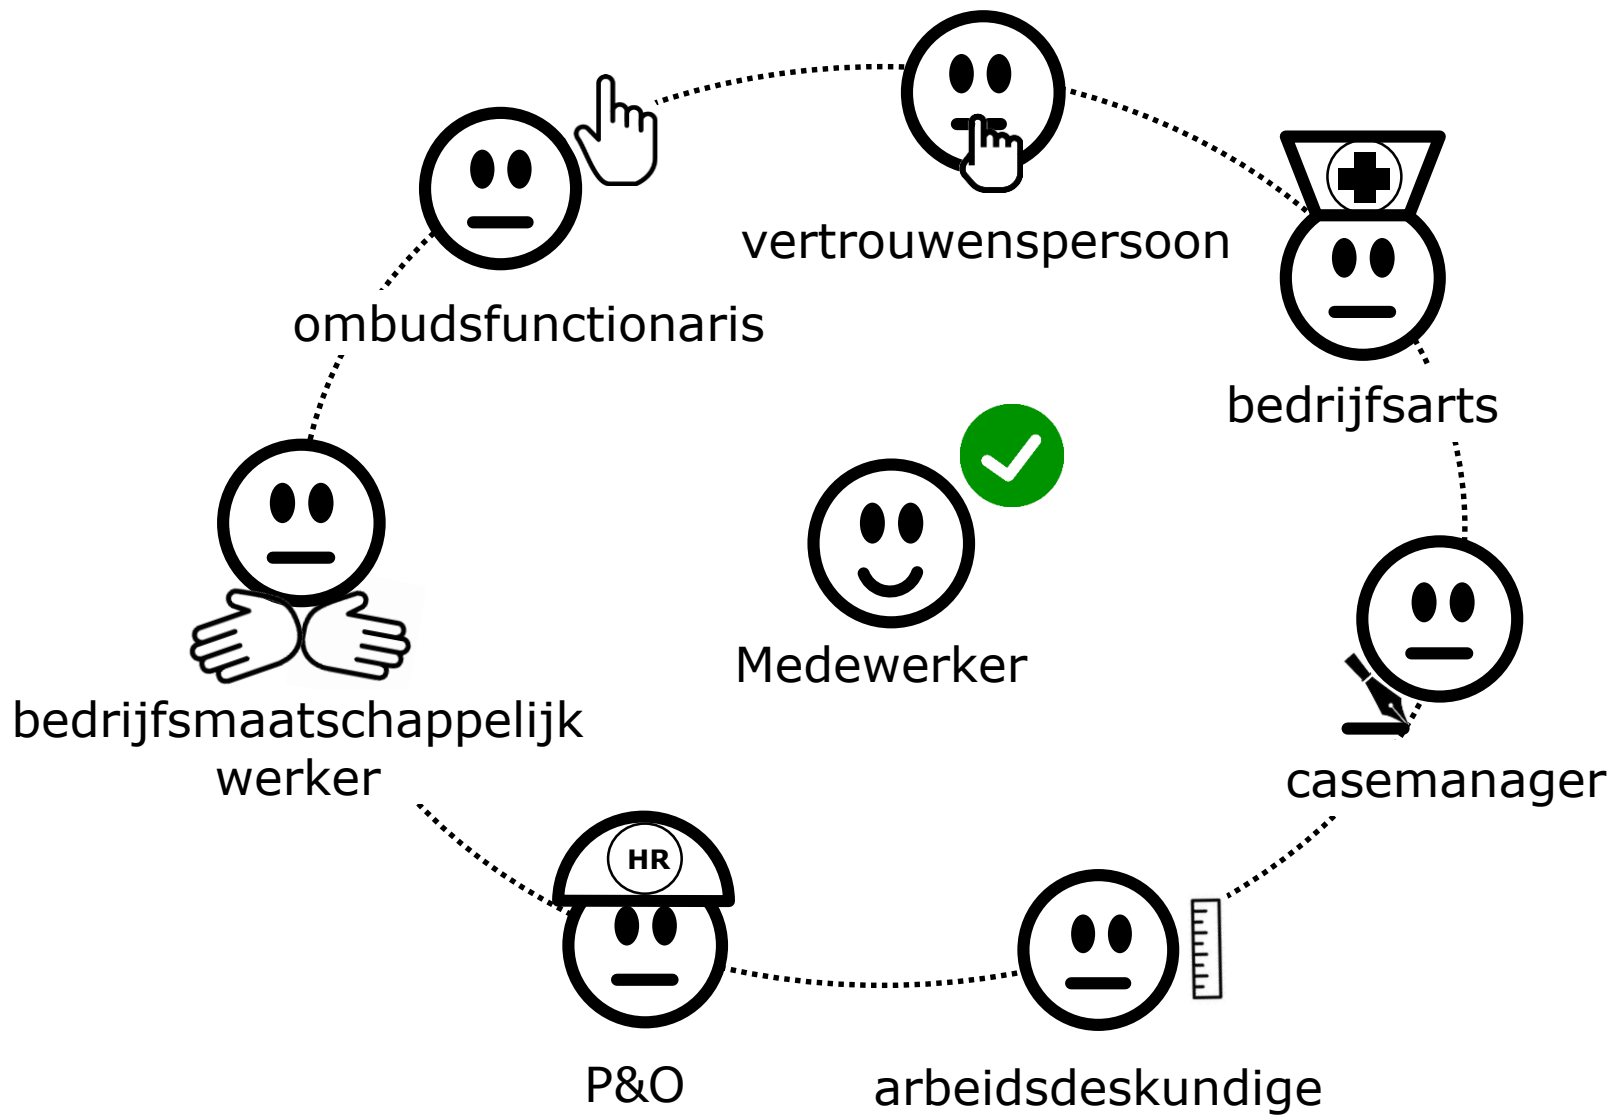 vertrouwenspersoon
ombudsfunctionaris
bedrijfsarts
Medewerker
bedrijfsmaatschappelijk
werker
casemanager
HR
P&O
arbeidsdeskundige